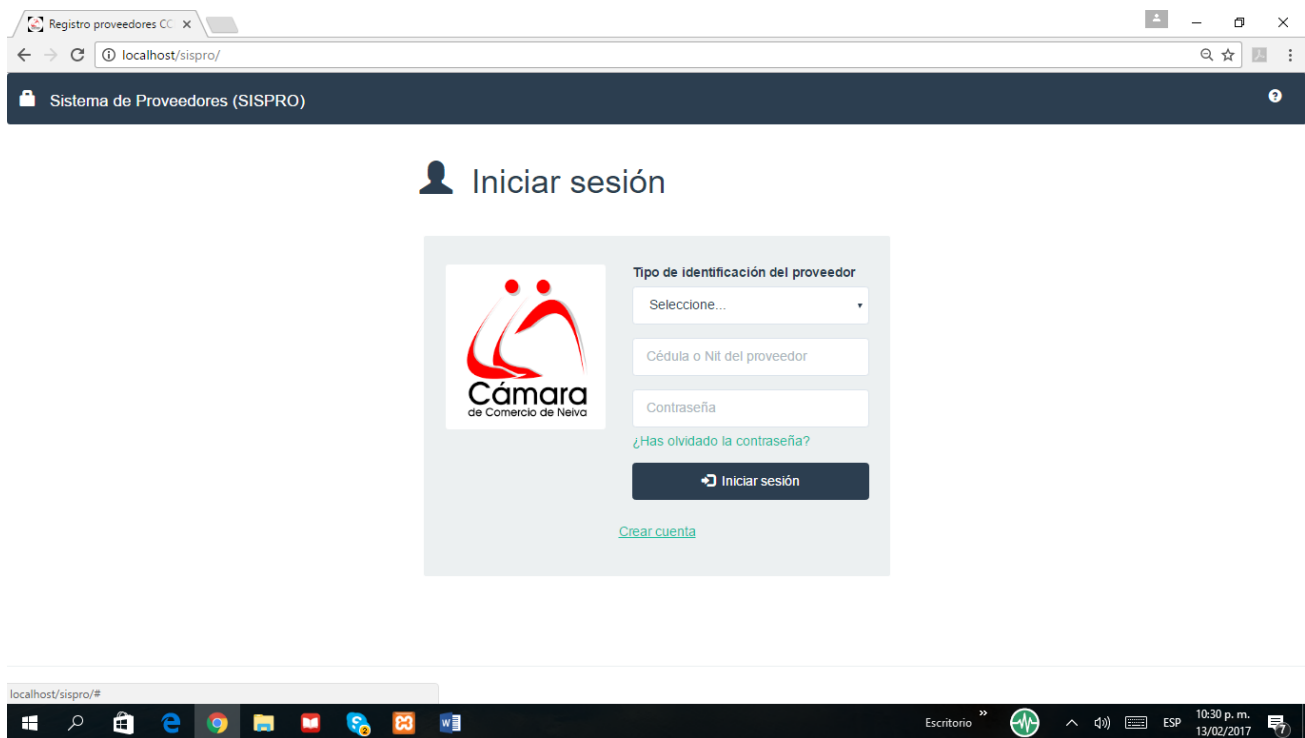 Registro proveedores CC
localhost/sispro/
Sistema de Proveedores (SISPRO)
Iniciar sesión
Tipo de identificación del proveedor
Seleccione...
Cédula o Nit del proveedor
Cámara
de Comercio de Neiva
Contraseña
¿Has olvidado la contraseña?
Iniciar sesión
Crear cuenta
localhost/sispro/#
Escritorio
ESP
10:30 p. m.
13/02/2017
7
2